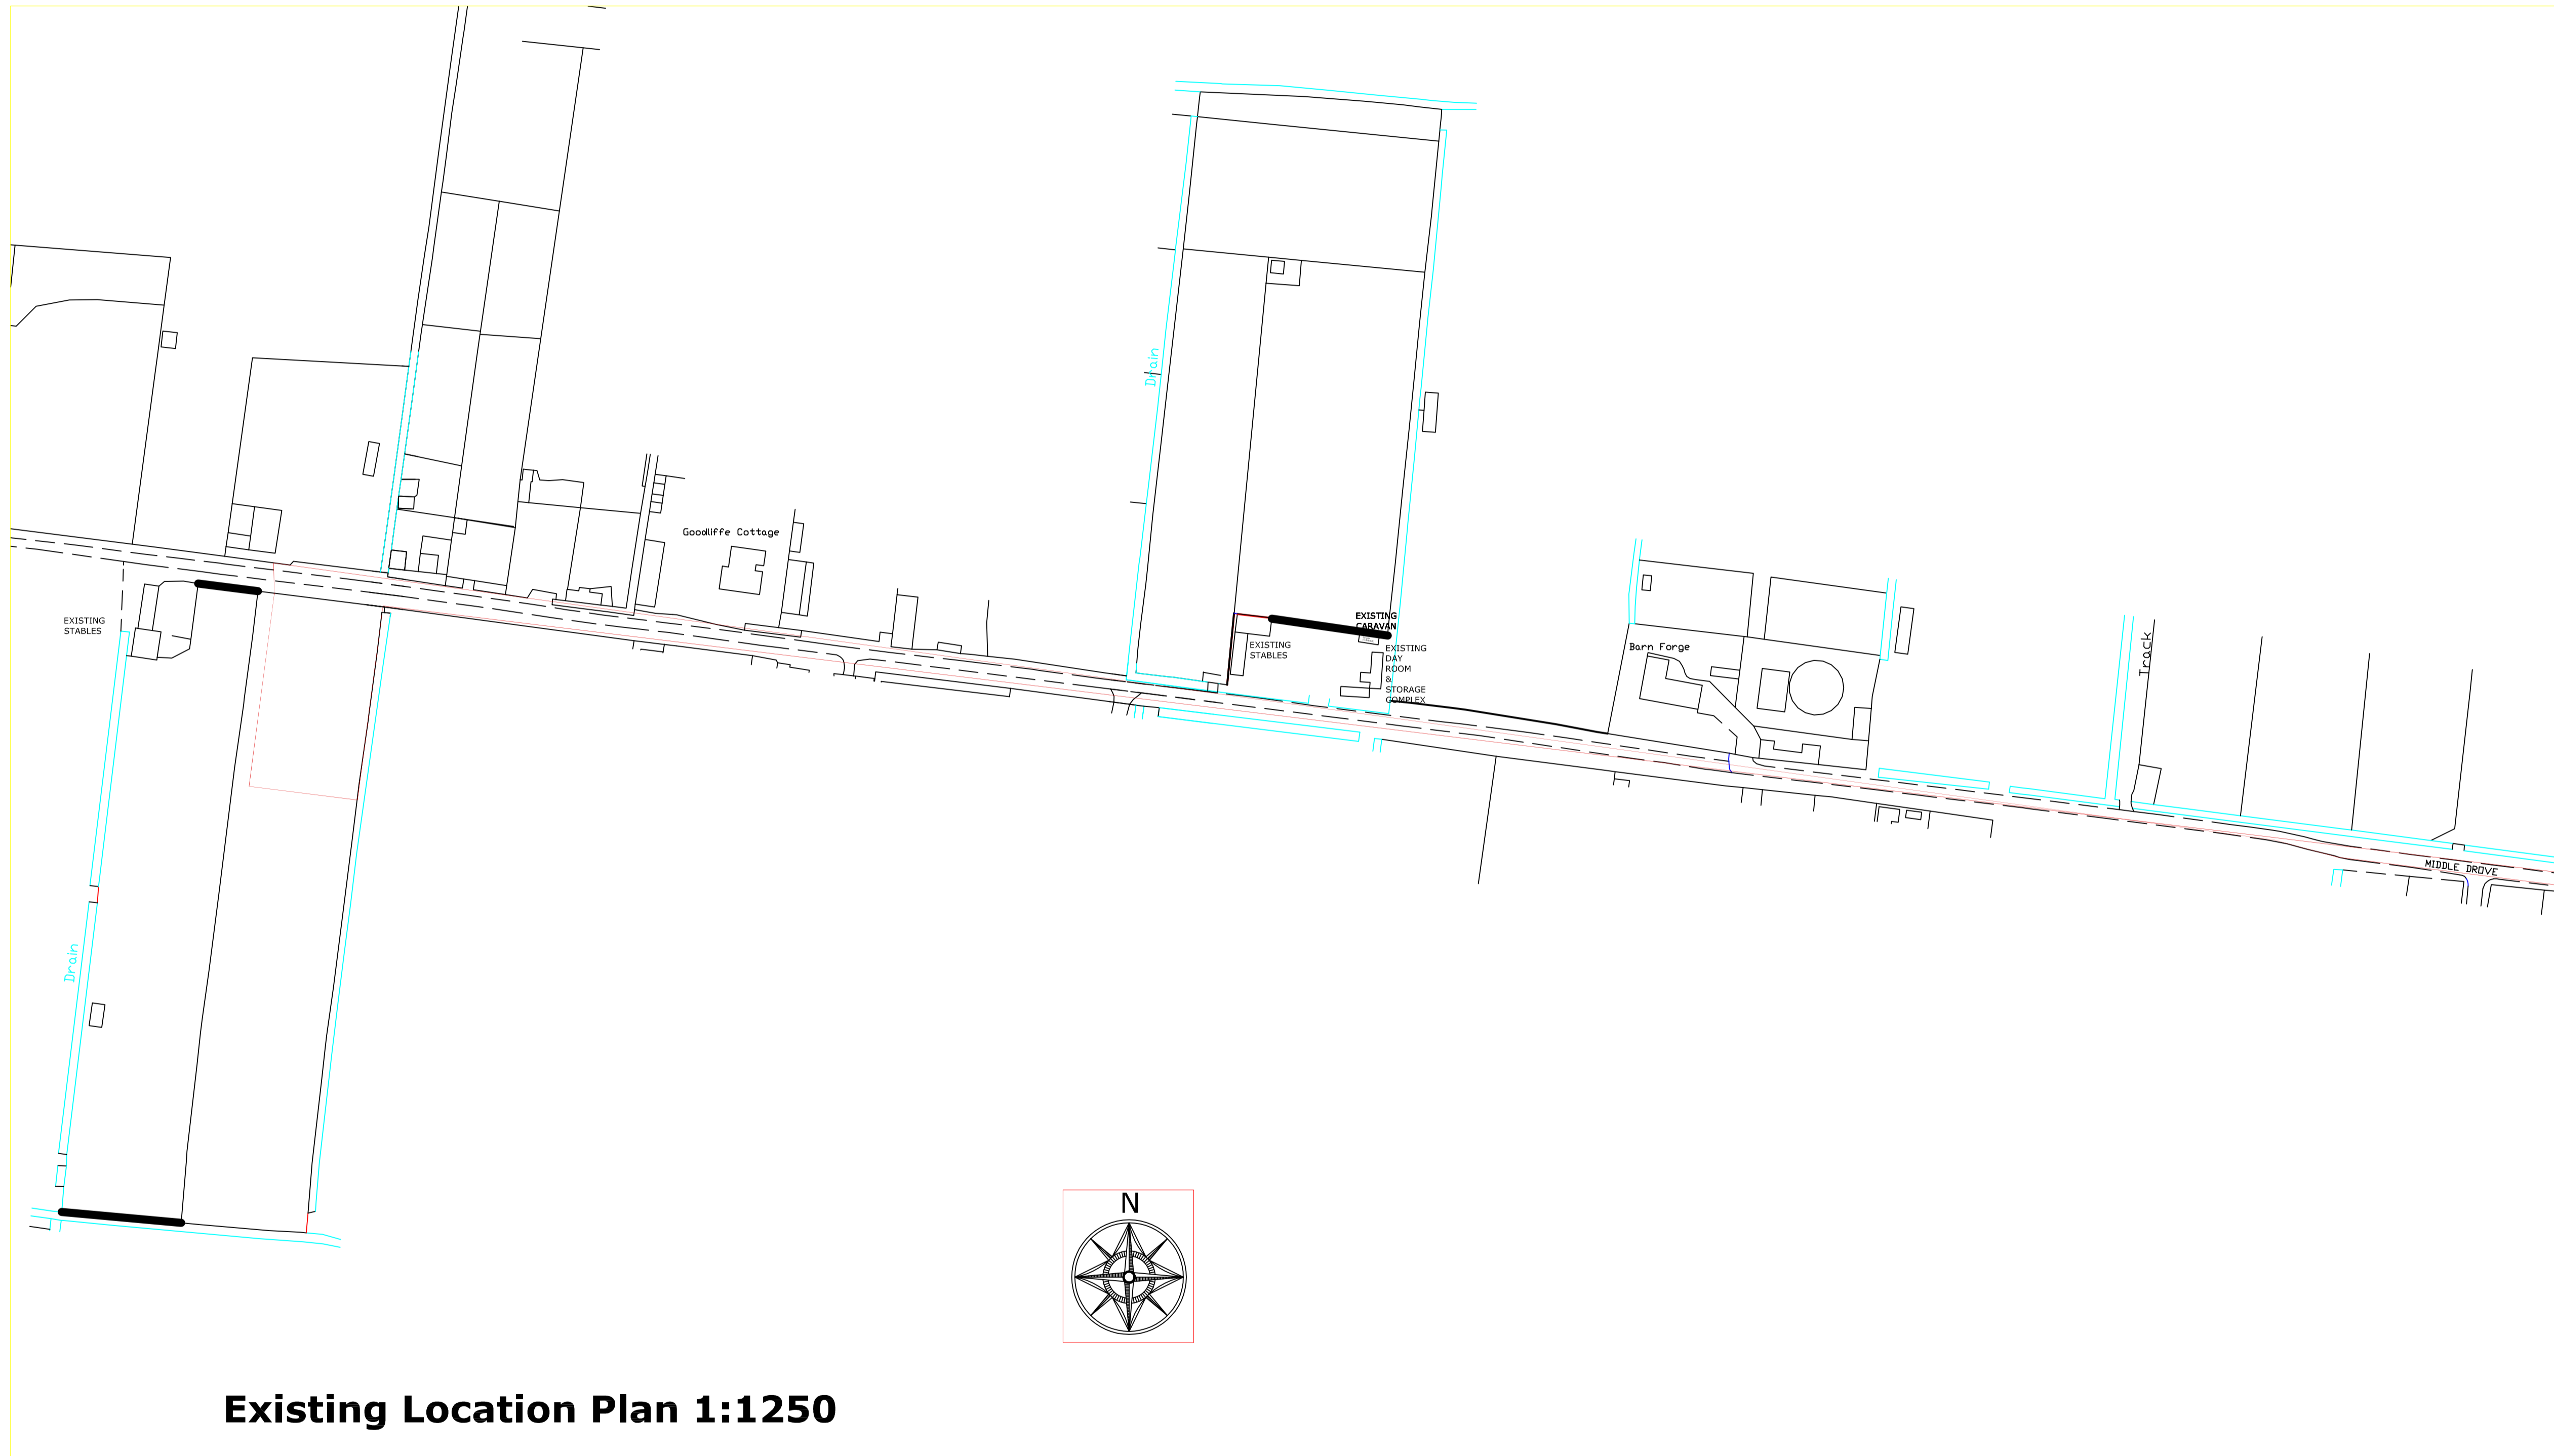 Drain
Goodliffe Cottage
EXISTING
STABLES
EXISTING
CARAVAN
EXISTING
STABLES
EXISTING
DAY
ROOM
&
STORAGE
COMPLEX
Barn Forge
Track
MIDDLE DROVE
Drain
N
Existing Location Plan 1:1250